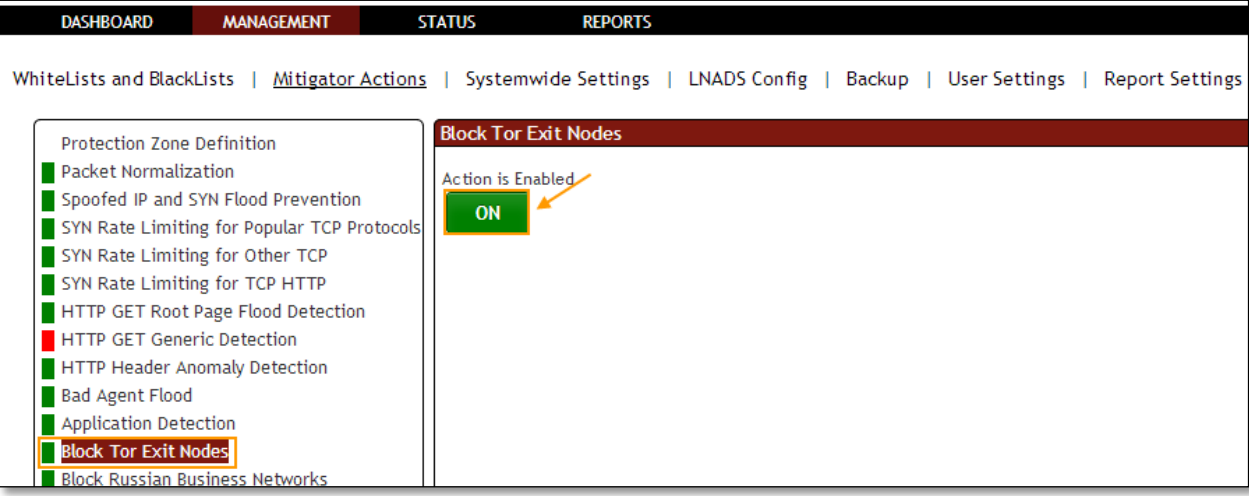 DASHBOARD MANAGEMENT STATUS REPORTS
WhiteLists and BlackLists | Mitigator Actions | Systemwide Settings | LNADS Config | Backup | User Settings | Report Settings
Protection Zone Definition
Packet Normalization
Spoofed IP and SYN Flood Prevention
SYN Rate Limiting for Popular TCP Protocols
SYN Rate Limiting for Other TCP
SYN Rate Limiting for TCP HTTP
HTTP GET Root Page Flood Detection
HTTP GET Generic Detection
HTTP Header Anomaly Detection
Bad Agent Flood
Application Detection
Block Tor Exit Nodes
Block Russian Business Networks
Block Tor Exit Nodes
Action is Enabled
ON